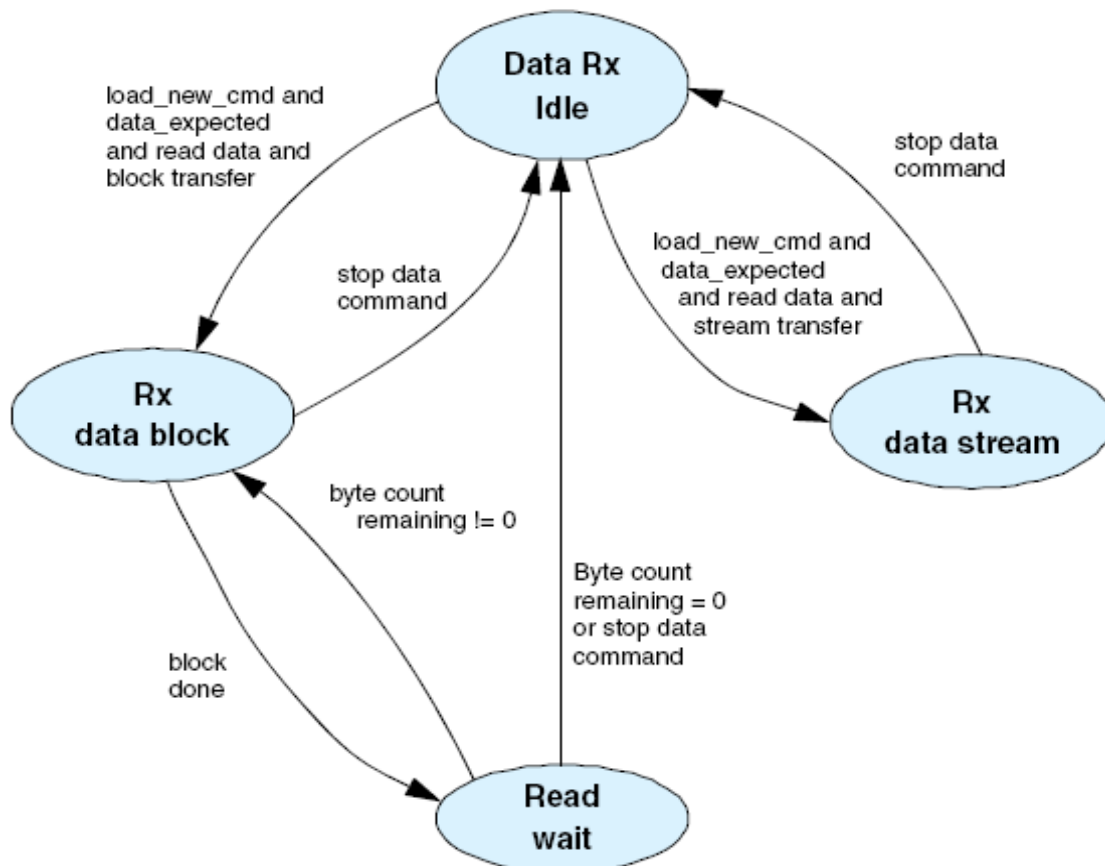 Data Rx
Idle
load_new_cmd and
data_expected
and read data and
block transfer
stop data
command
stop data
command
load_new_cmd and
data_expected
and read data and
stream transfer
Rx
data block
Rx
data stream
byte count
remaining != 0
Byte count
remaining = 0
or stop data
command
block
done
Read
wait